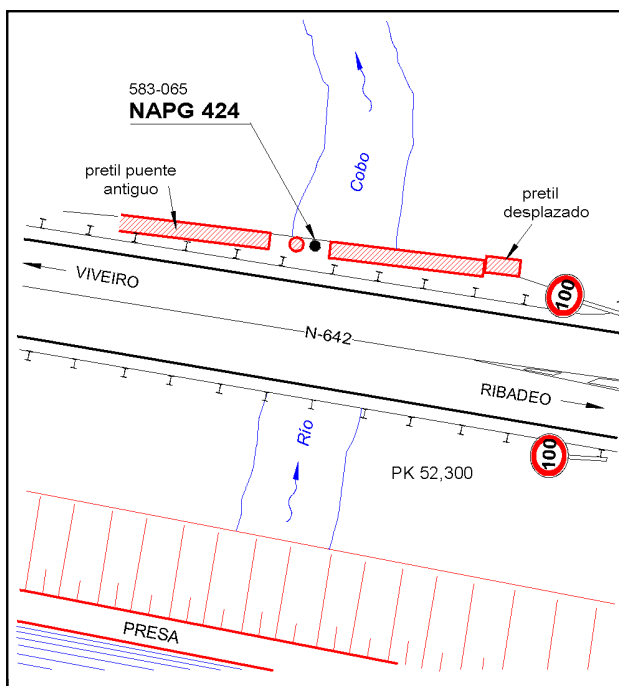 583-065
NAPG 424
Cobo
pretil puente
antiguo
pretil
desplazado
VIVEIRO
100
N-642
RIBADEO
Río
100
PK 52,300
PRESA